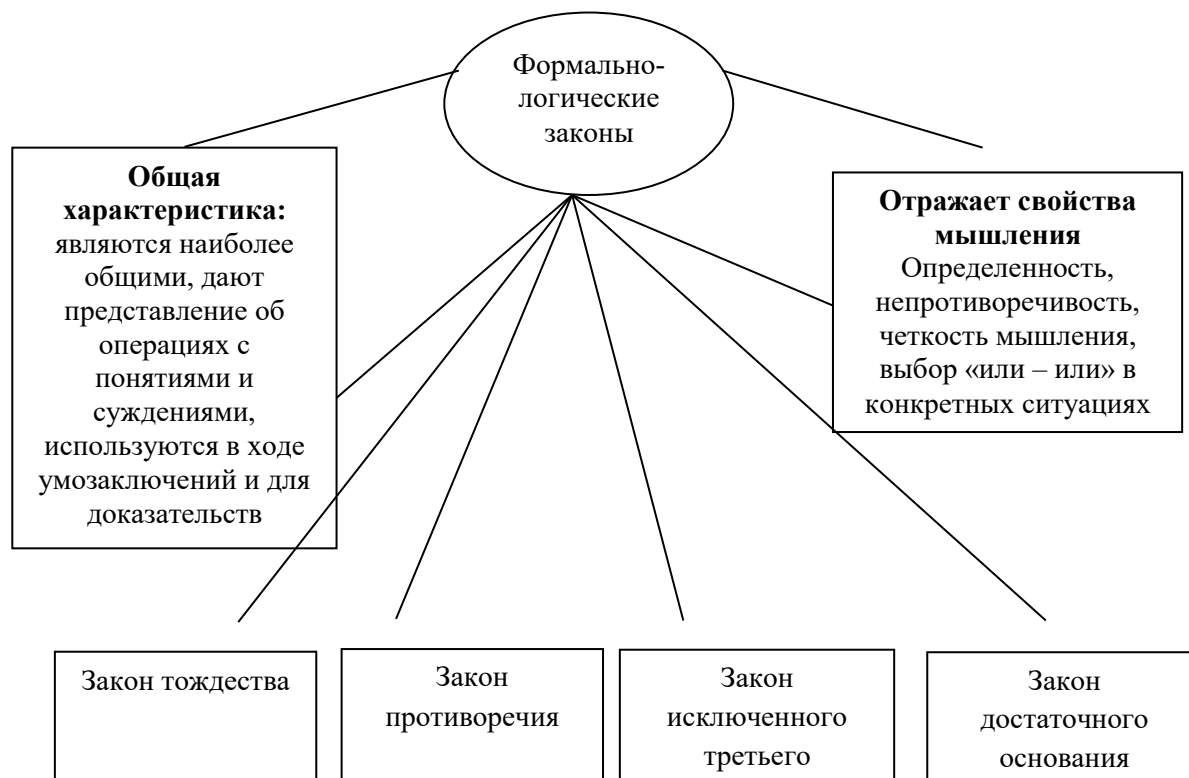 Формально-
логические
законы
Общая
характеристика:
являются наиболее
общими, дают
представление об
операциях с
понятиями и
суждениями,
используются в ходе
умозаключений и для
доказательств
Отражает свойства
мышления
Определенность,
непротиворечивость,
четкость мышления,
выбор «или – или» в
конкретных ситуациях
Закон тождества
Закон
противоречия
Закон
исключенного
третьего
Закон
достаточного
основания